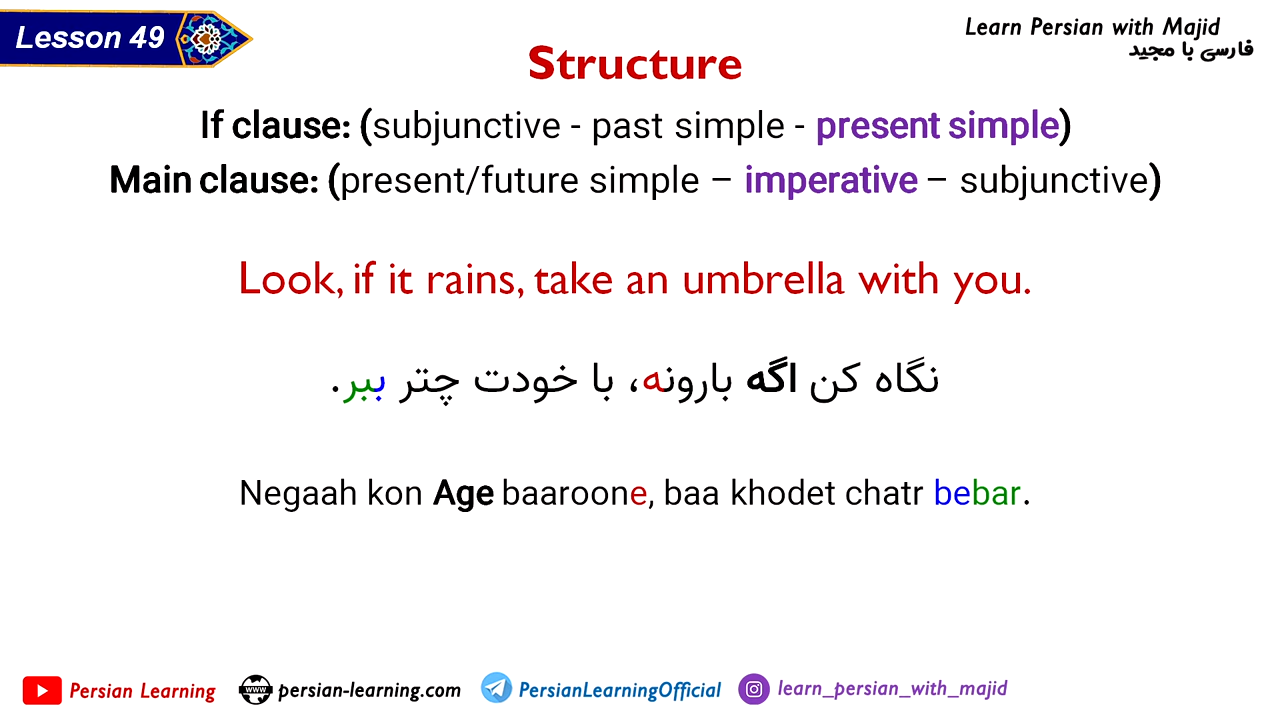 Lesson 49
Learn Persian with Majid
فارسی با مجید
Structure
If clause: (subjunctive - past simple - present simple)
Main clause: (present/future simple – imperative – subjunctive)
Look, if it rains, take an umbrella with you.
نگاه کن اگه بارونه، با خودت چتر ببر.
Negaah kon Age baaroone, baa khodet chatr bebar.
Persian Learning
www
persian-learning.com
PersianLearningOfficial
learn_persian_with_majid